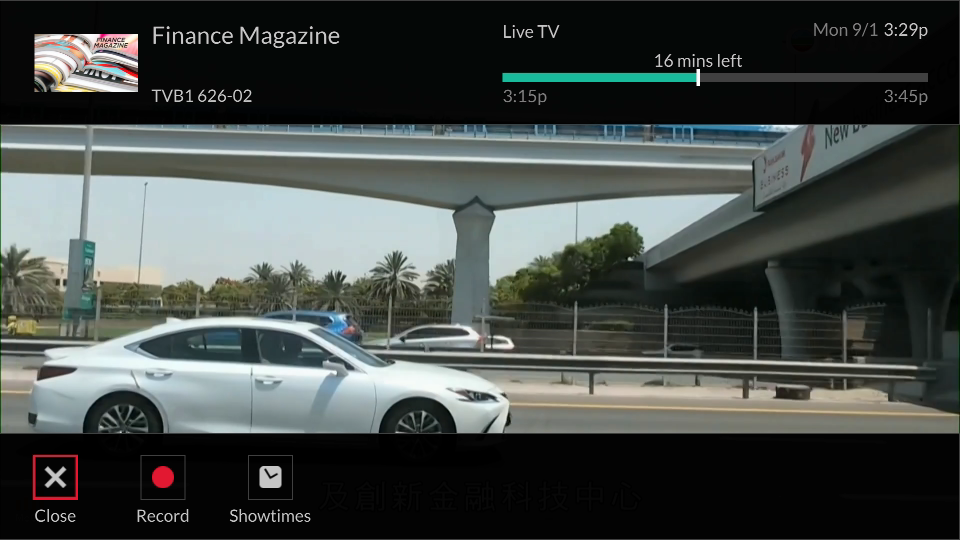 FINANCE
MAGAZINE
Finance Magazine
TVB1 626-02
Live TV
Mon 9/1 3:29p
16 mins left
3:15p
3:45p
New B
BUSINESS
Close
Record
Showtimes
及創新金融科技中心